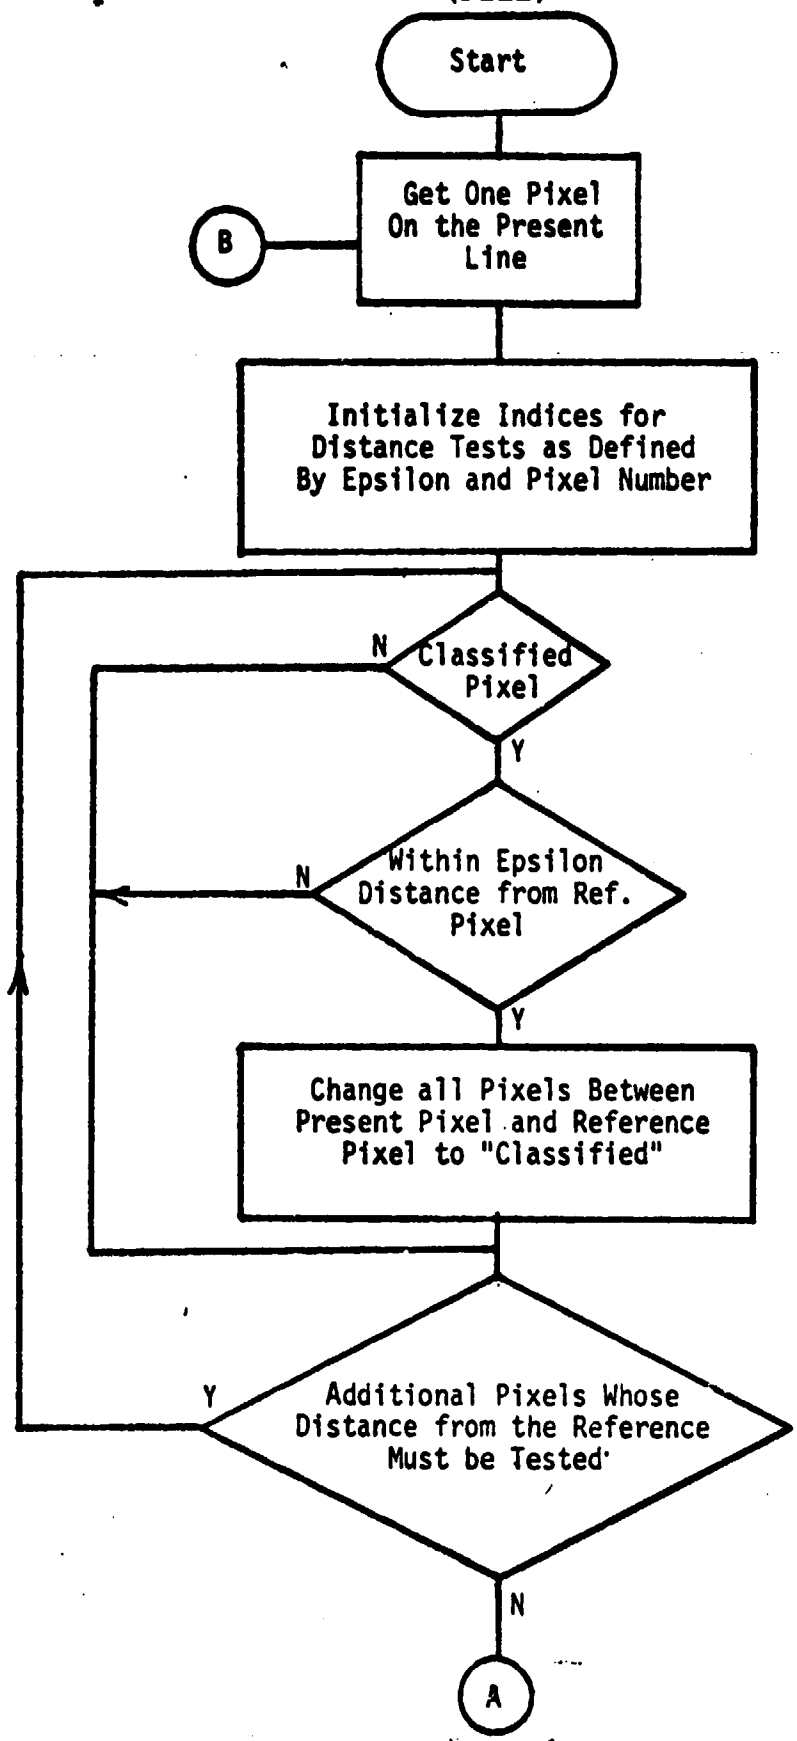 Start
Get One Pixel
On the Present
Line
B
Initialize Indices for
Distance Tests as Defined
By Epsilon and Pixel Number
N
Classified
Pixel
Y
Within Epsilon
N
Distance from Ref.
Pixel
Y
Change all Pixels Between
Present Pixel and Reference
Pixel to "Classified"
Y
Additional Pixels Whose
Distance from the Reference
Must be Tested
N
A